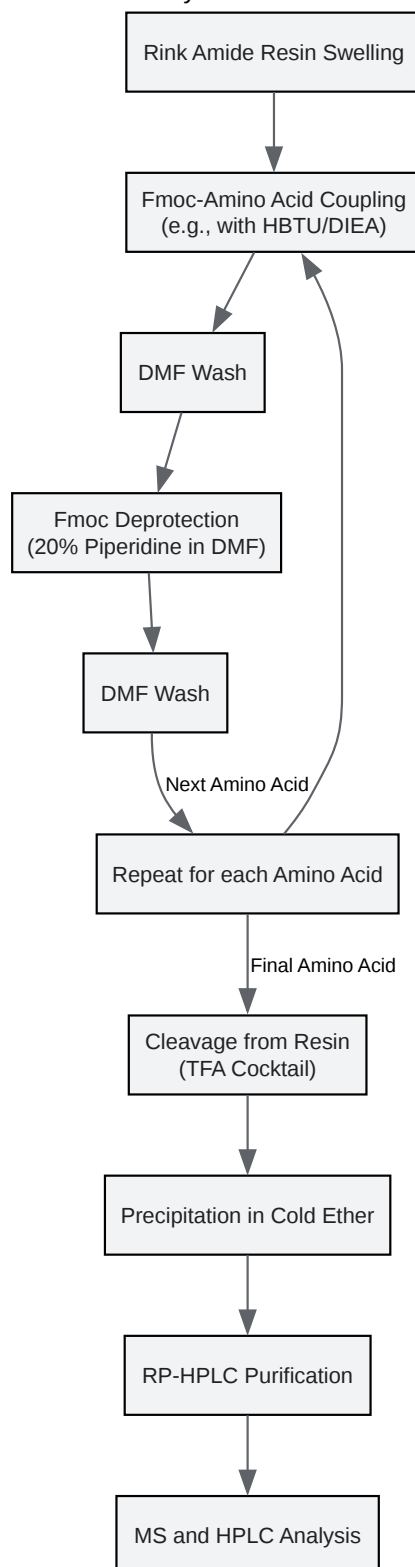 Rink Amide Resin Swelling
Fmoc-Amino Acid Coupling
(e.g., with HBTU/DIEA)
DMF Wash
Fmoc Deprotection
(20% Piperidine in DMF)
DMF Wash
Next Amino Acid
Repeat for each Amino Acid
Final Amino Acid
Cleavage from Resin
(TFA Cocktail)
Precipitation in Cold Ether
RP-HPLC Purification
MS and HPLC Analysis